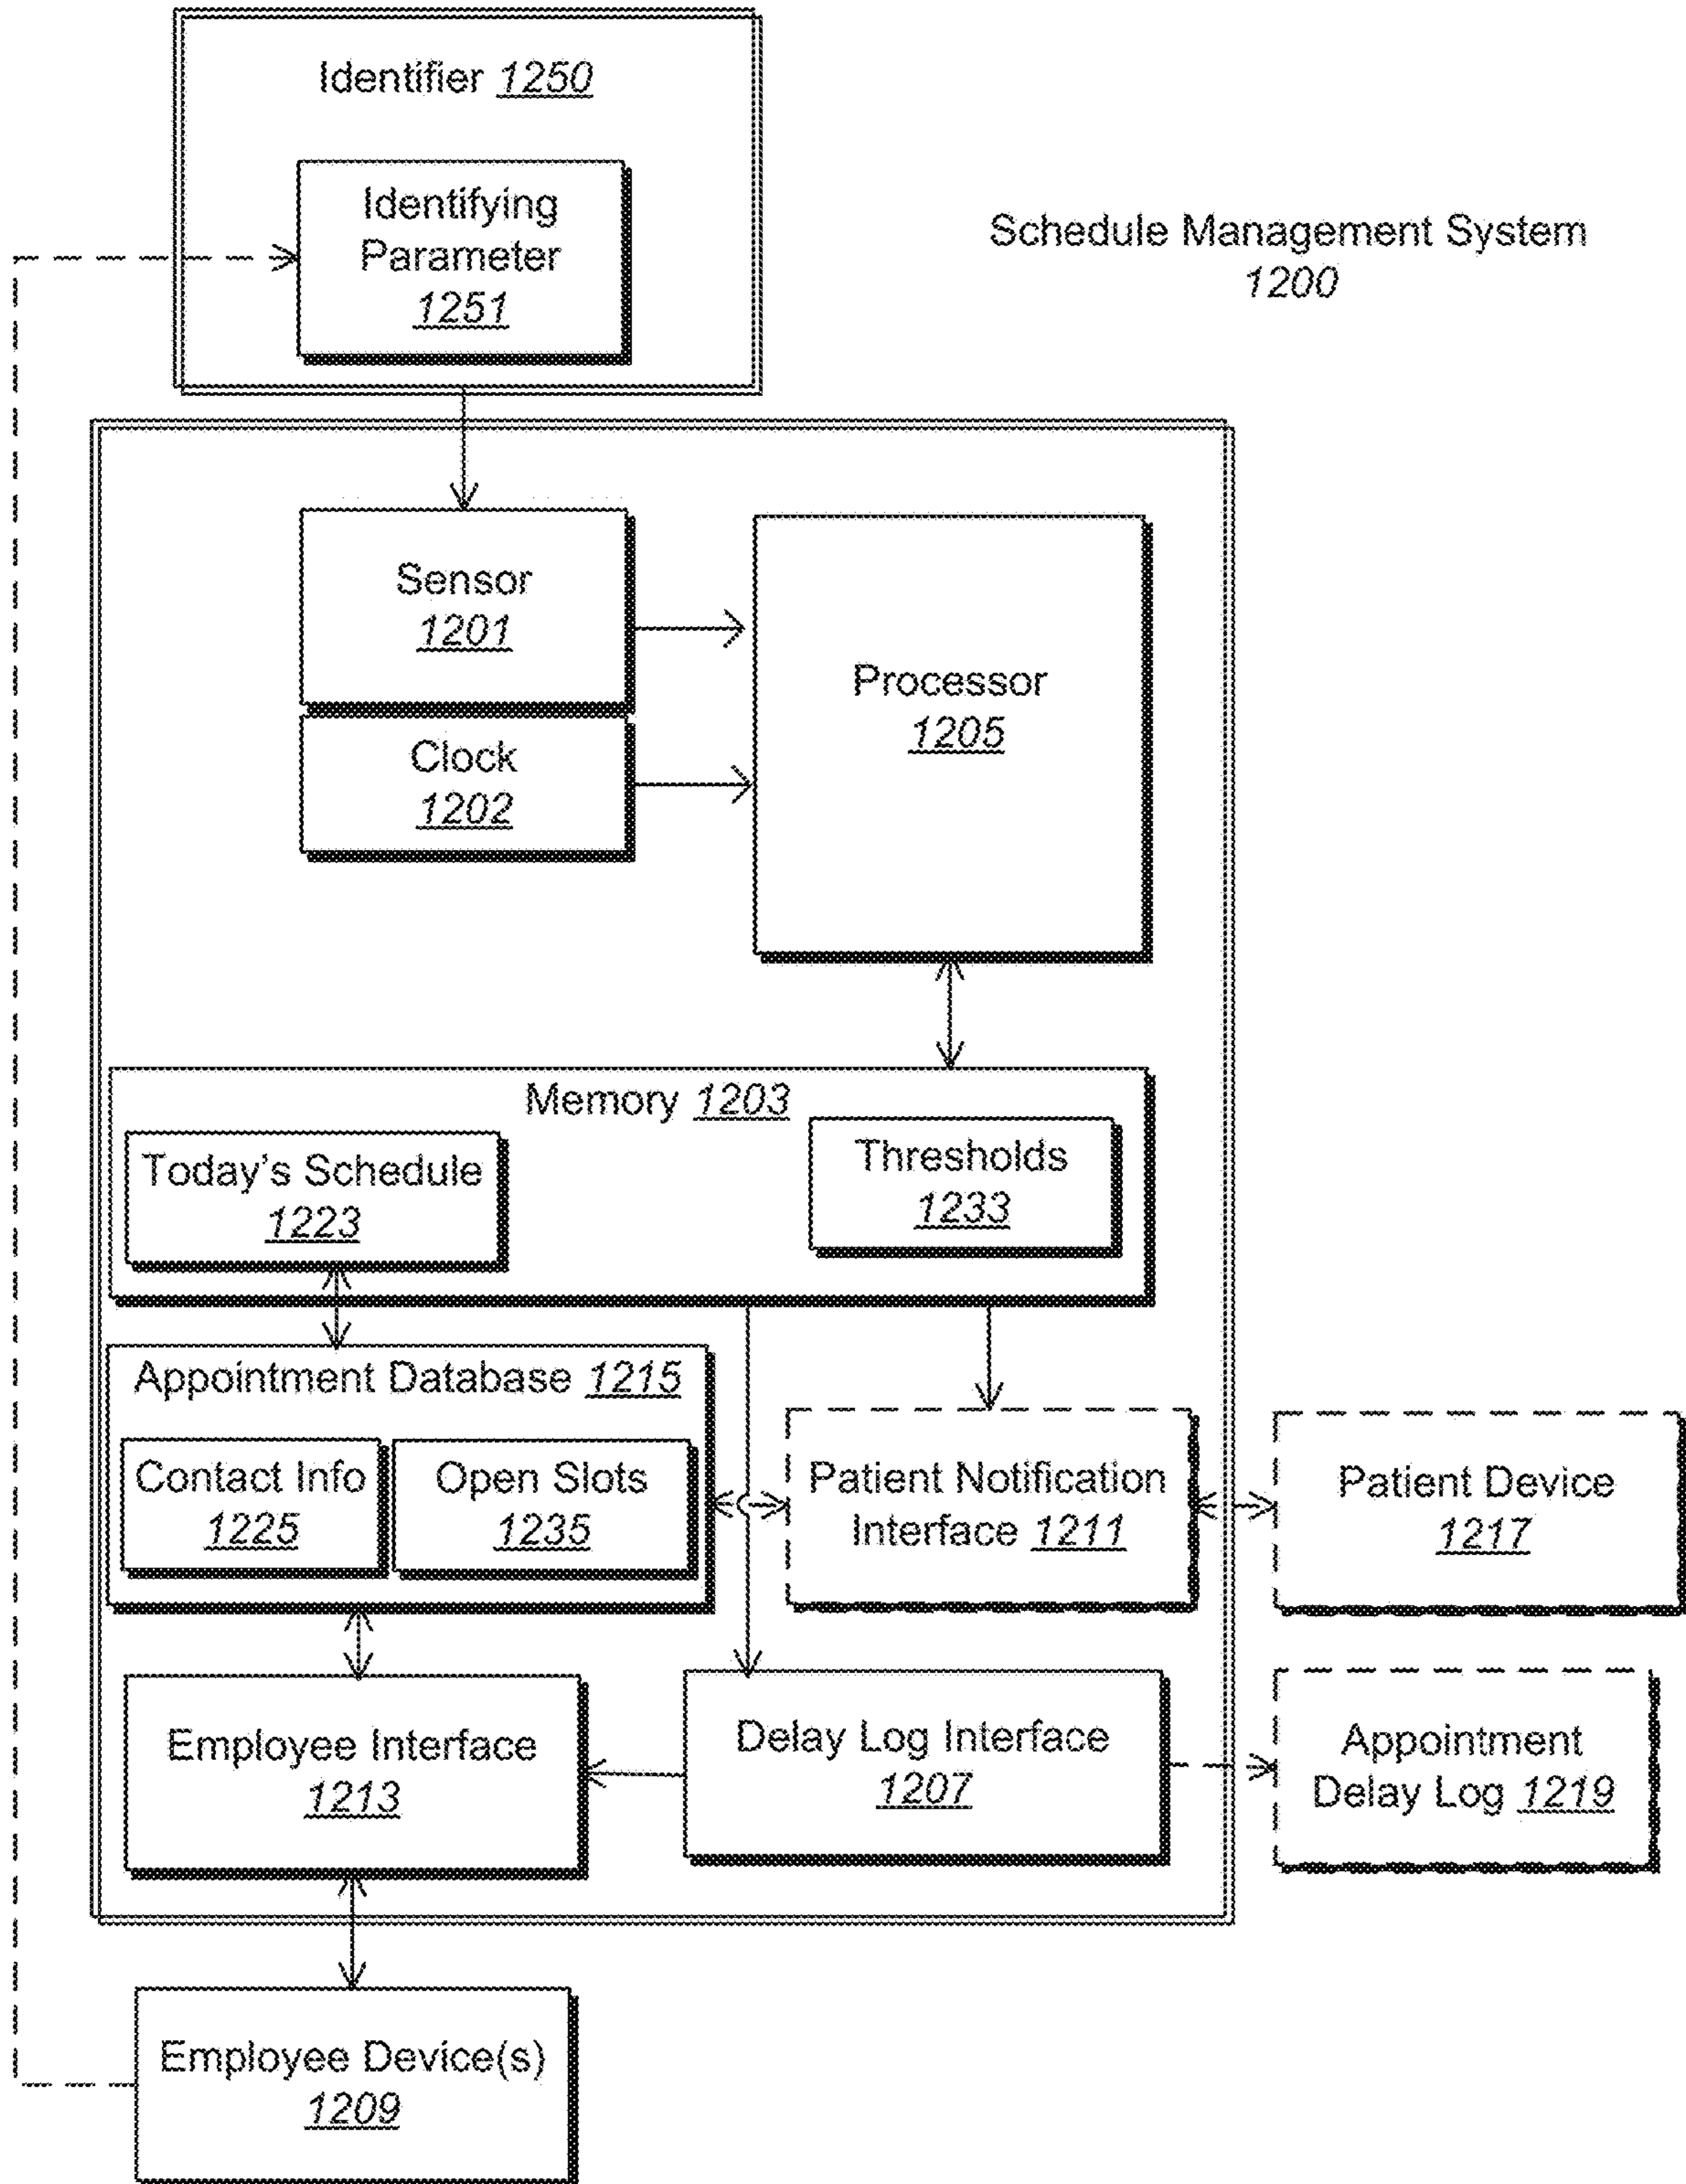 Identifier 1250
Identifying
Parameter
1251
Schedule Management System
1200
Sensor
1201
Clock
1202
Processor
1205
Memory 1203
Today's Schedule
1223
Thresholds
1233
Appointment Database 1215
Contact Info
1225
Open Slots
1235
Patient Notification
Interface 1211
Patient Device
1217
Employee Interface
1213
Delay Log Interface
1207
Appointment
Delay Log 1219
Employee Device(s)
1209